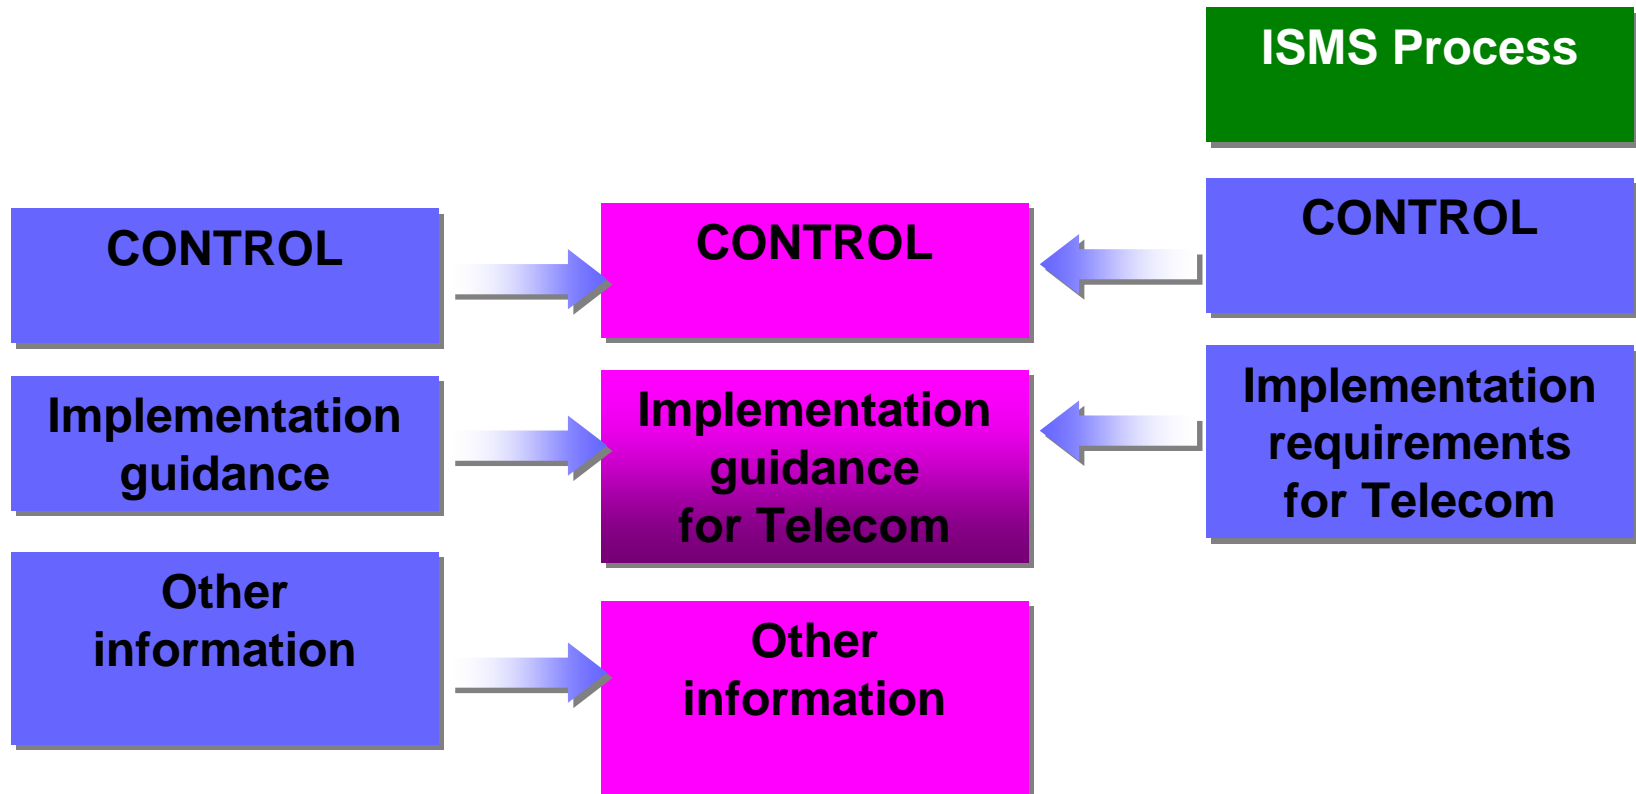 ISMS Process
CONTROL
Implementation
guidance
Other
information
CONTROL
Implementation
guidance
for Telecom
Other
information
CONTROL
Implementation
requirements
for Telecom